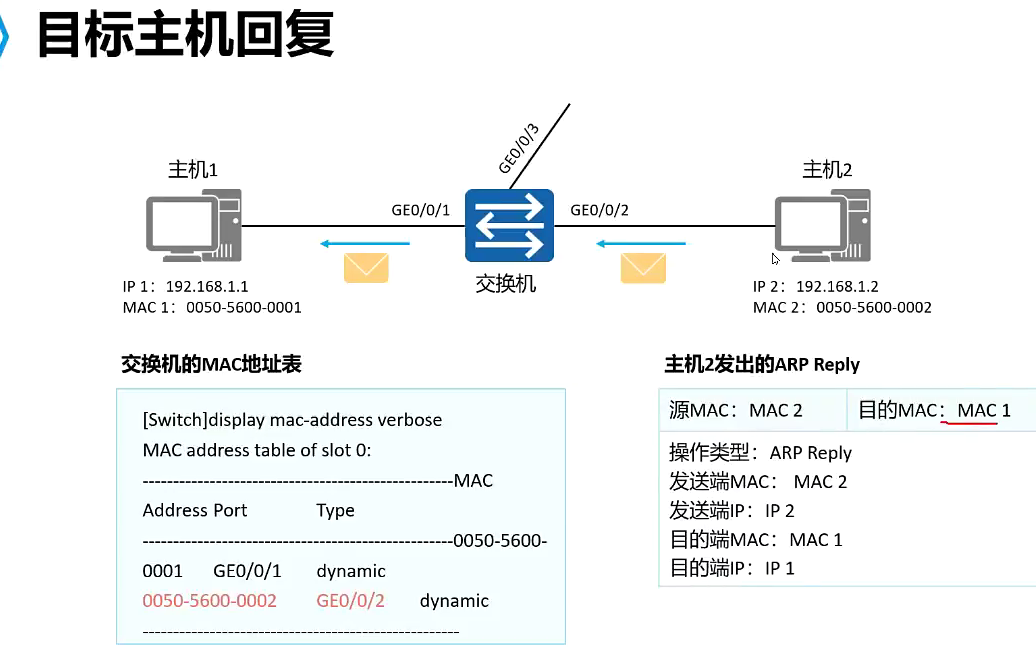 目标主机回复
GE0/0/3
主机1
主机2
GE0/0/1
GE0/0/2
交换机
IP 1：192.168.1.1
MAC 1：0050-5600-0001
IP 2：192.168.1.2
MAC 2：0050-5600-0002
交换机的MAC地址表
[Switch]display mac-address verbose
MAC address table of slot 0:
---------------------------------------------------MAC
Address Port Type
---------------------------------------------------0050-5600-
0001 GE0/0/1 dynamic
0050-5600-0002 GE0/0/2 dynamic
----------------------------------------------------
主机2发出的ARP Reply
源MAC：MAC 2
目的MAC：MAC 1
操作类型：ARP Reply
发送端MAC： MAC 2
发送端IP：IP 2
目的端MAC：MAC 1
目的端IP：IP 1